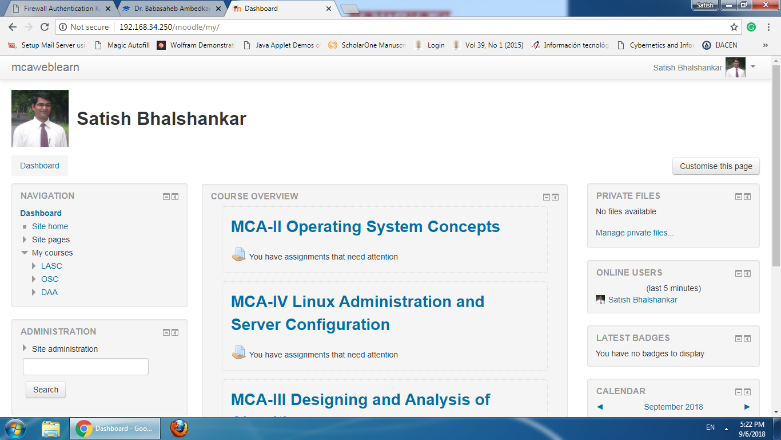 Firewall Authentication K
Dr. Babasaheb Ambedka
Dashboard
Satish
Not secure
192.168.34.250/moodle/my/
Setup Mail Server usi
Magic Autofill
Wolfram Demonstrat
Java Applet Demos o
ScholarOne Manuscr
Login
Vol 39, No 1 (2015)
Información tecnológ
Cybernetics and Infor
IJACEN
»
mcaweblearn
Satish Bhalshankar
Satish Bhalshankar
Dashboard
Customise this page
NAVIGATION
Dashboard
Site home
Site pages
My courses
LASC
OSC
DAA
ADMINISTRATION
Site administration
Search
COURSE OVERVIEW
MCA-II Operating System Concepts
You have assignments that need attention
MCA-IV Linux Administration and
Server Configuration
You have assignments that need attention
MCA-III Designing and Analysis of
PRIVATE FILES
No files available
Manage private files...
ONLINE USERS
(last 5 minutes)
Satish Bhalshankar
LATEST BADGES
You have no badges to display
CALENDAR
September 2018
Dashboard - Goo...
EN
5:22 PM
9/6/2018